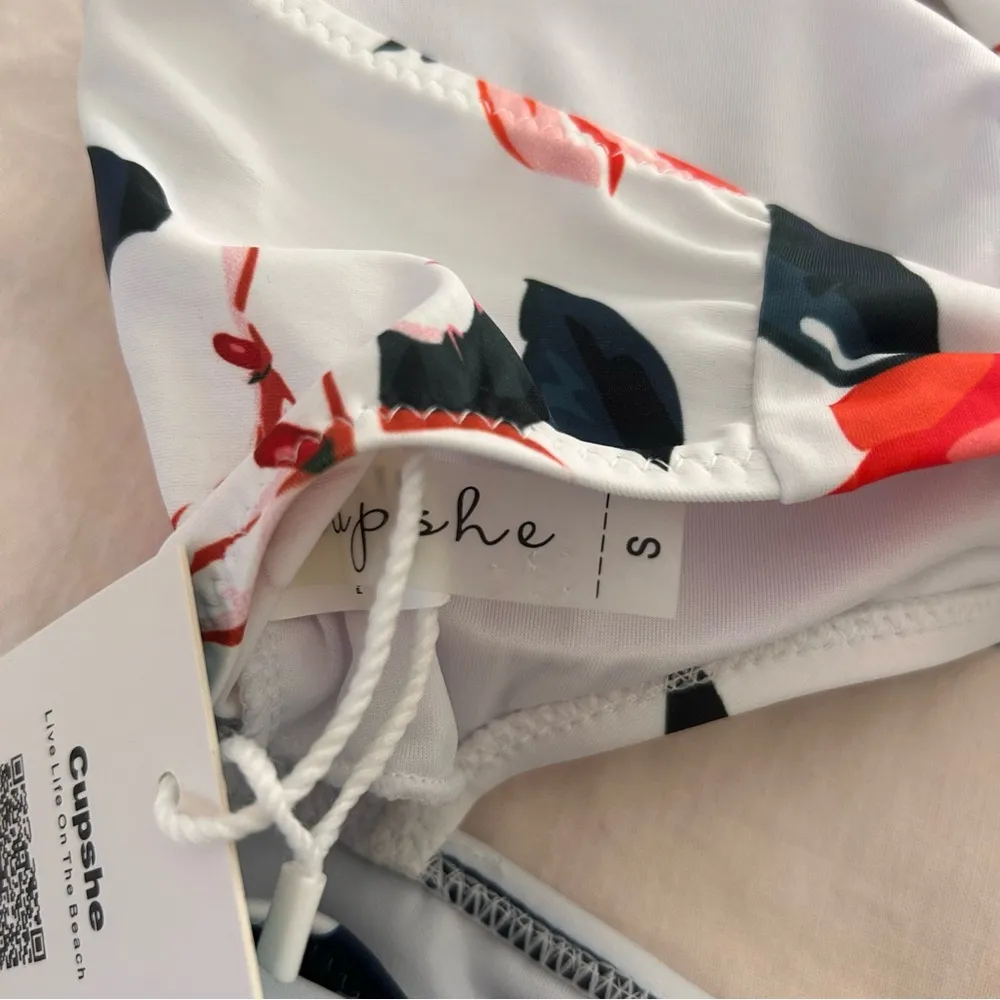 upshe
S
E
Cupshe
Live Life On The Beach